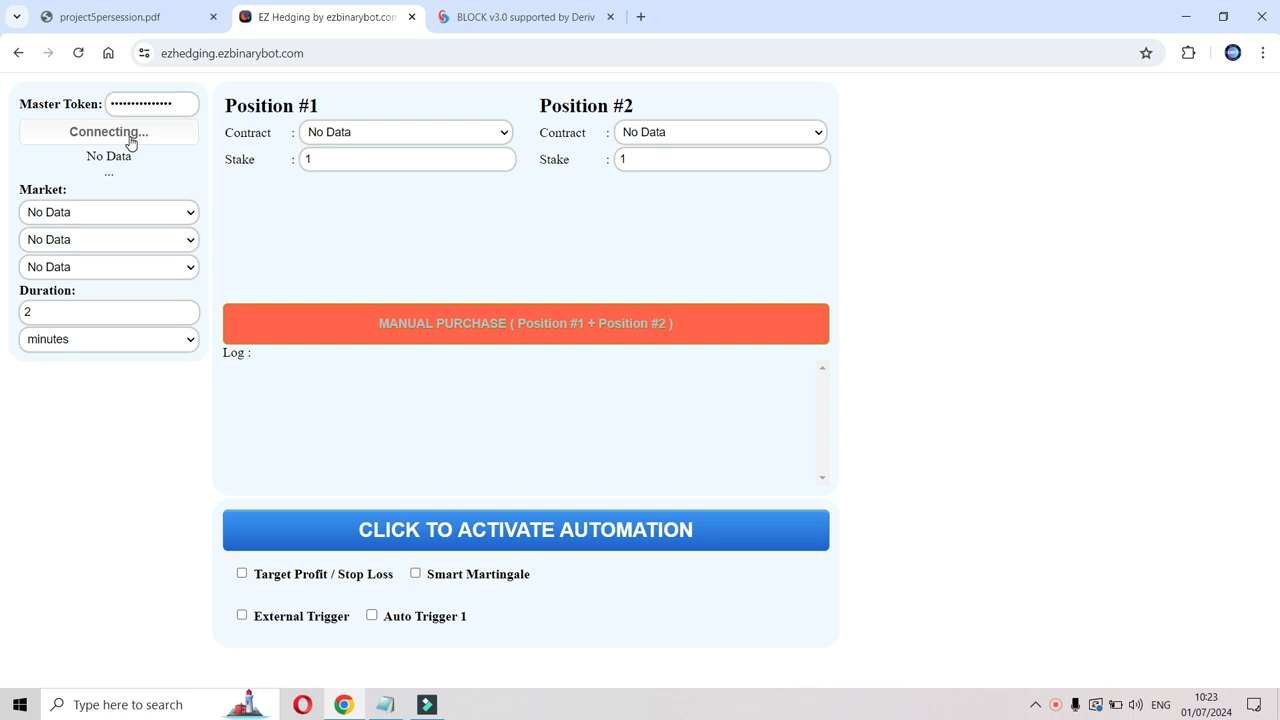 project5persession.pdf
EZ Hedging by ezbinarybot.com
BLOCK v3.0 supported by Deriv
ezhedging.ezbinarybot.com
Master Token: •••••••••••••••
Connecting...
No Data
...
Market:
No Data
No Data
No Data
Duration:
2
minutes
Position #1
Contract : No Data
Stake : 1
Position #2
Contract : No Data
Stake : 1
MANUAL PURCHASE ( Position #1 + Position #2 )
Log :
CLICK TO ACTIVATE AUTOMATION
Target Profit / Stop Loss Smart Martingale
External Trigger Auto Trigger 1
Type here to search
ENG
10:23
01/07/2024